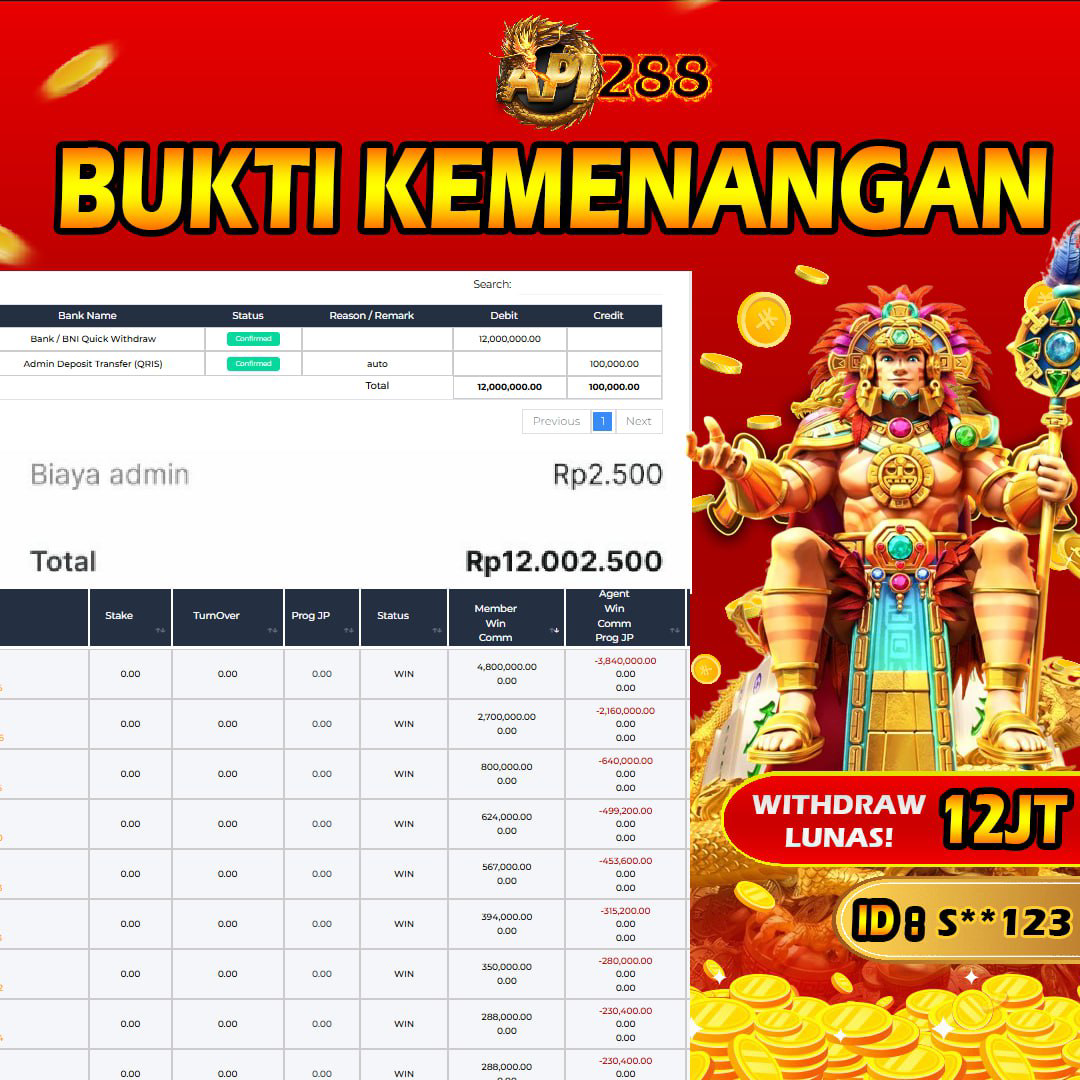 API288
BUKTI KEMENANGAN
Search:
Bank Name Status Reason / Remark Debit Credit
Bank / BNI Quick Withdraw Confirmed 12,000,000.00
Admin Deposit Transfer (QRIS) Confirmed auto 100,000.00
Total 12,000,000.00 100,000.00
Previous 1 Next
Biaya admin Rp2.500
Total Rp12.002.500
Stake TurnOver Prog JP Status Member Win Comm Agent Win Comm Prog JP
0.00 0.00 0.00 WIN 4,800,000.00 -3,840,000.00
0.00 0.00
0.00
0.00 0.00 0.00 WIN 2,700,000.00 -2,160,000.00
0.00 0.00
0.00
0.00 0.00 0.00 WIN 800,000.00 -640,000.00
0.00 0.00
0.00
0.00 0.00 0.00 WIN 624,000.00 -499,200.00
0.00 0.00
0.00
0.00 0.00 0.00 WIN 567,000.00 -453,600.00
0.00 0.00
0.00
0.00 0.00 0.00 WIN 394,000.00 -315,200.00
0.00 0.00
0.00
0.00 0.00 0.00 WIN 350,000.00 -280,000.00
0.00 0.00
0.00
0.00 0.00 0.00 WIN 288,000.00 -230,400.00
0.00 0.00
0.00
0.00 0.00 0.00 WIN 288,000.00 -230,400.00
0.00 0.00
WITHDRAW
LUNAS!
12JT
ID8 S**123